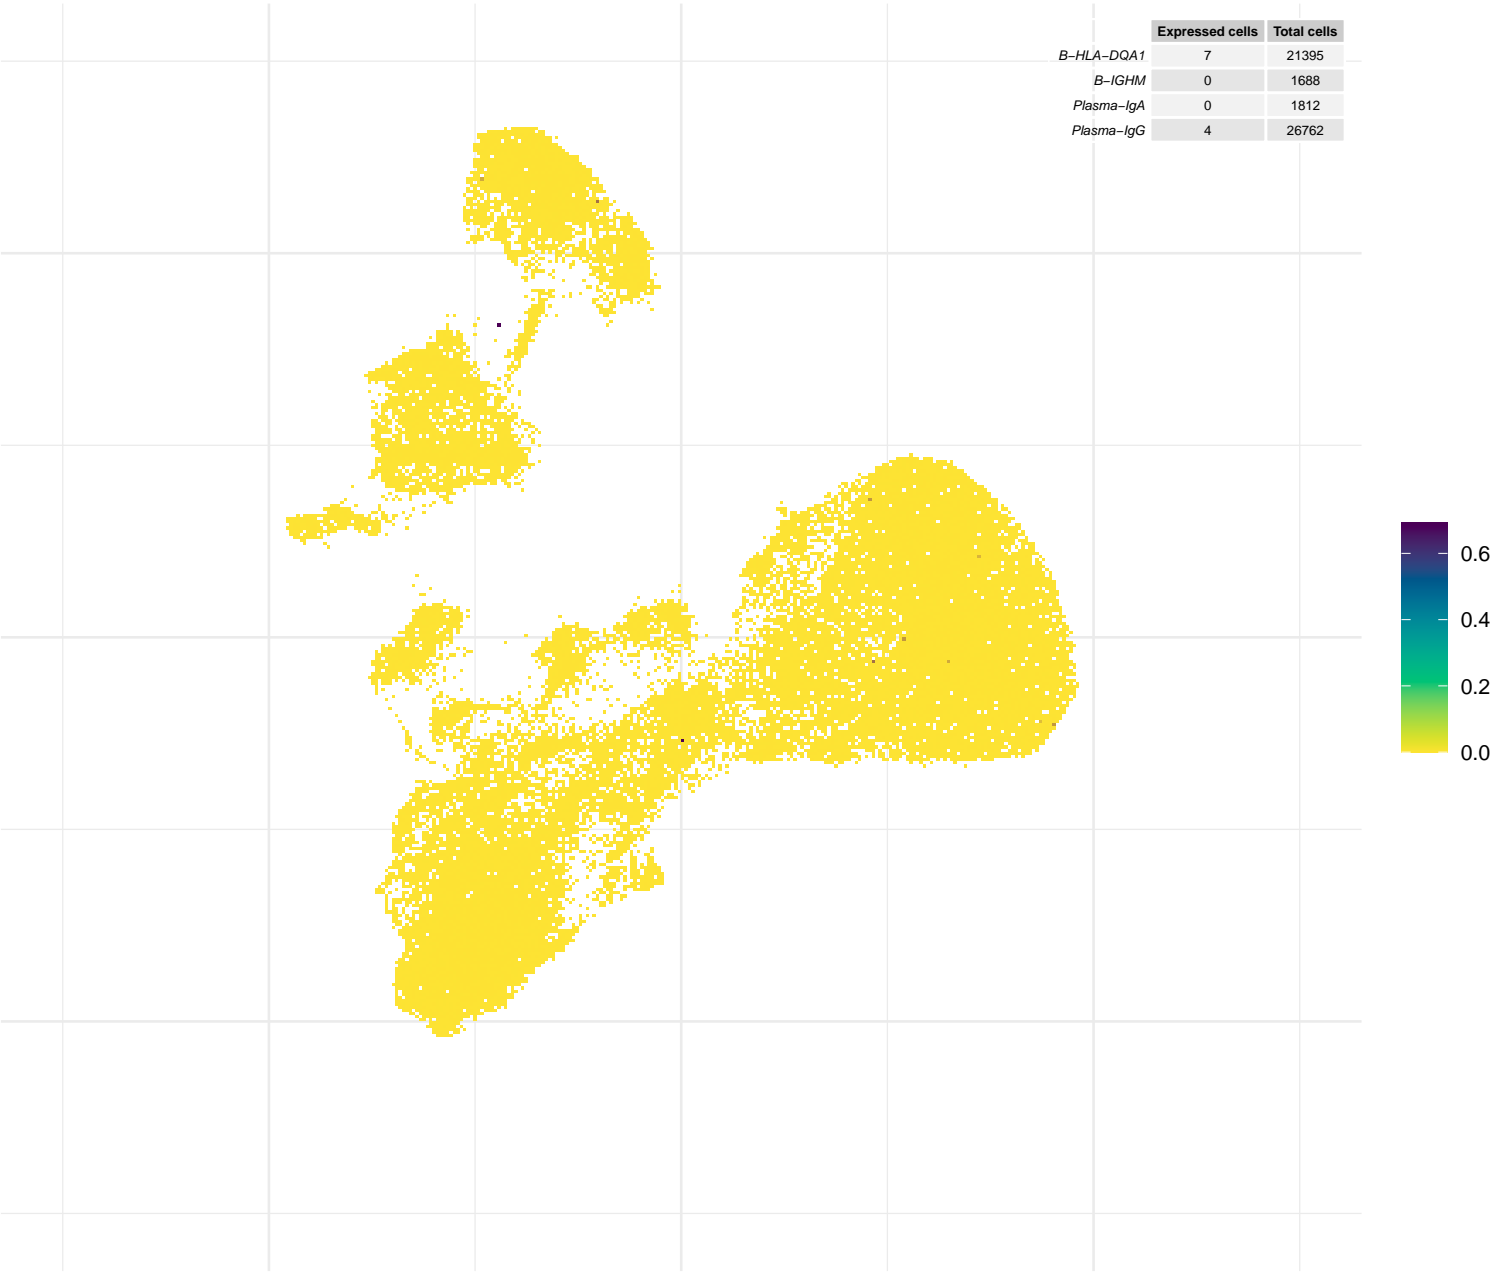 Expressed cells Total cells
B−HLA−DQA1 7 21395
B−IGHM 0 1688
Plasma−IgA 0 1812
Plasma−IgG 4 26762
0.6
0.4
0.2
0.0